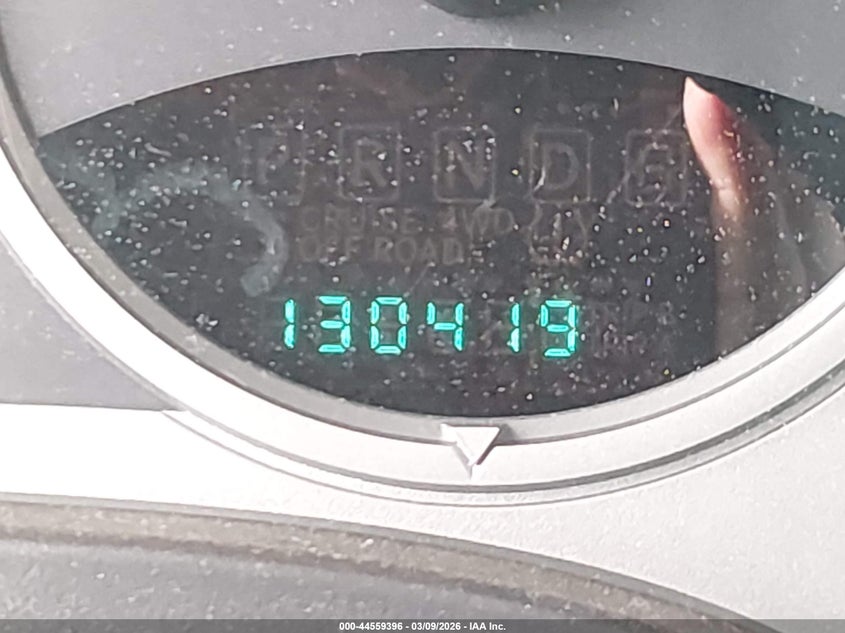 P R N D
CRUISE 4WD
OFF ROAD
130419
000-44559396 - 03/09/2026 - IAA Inc.